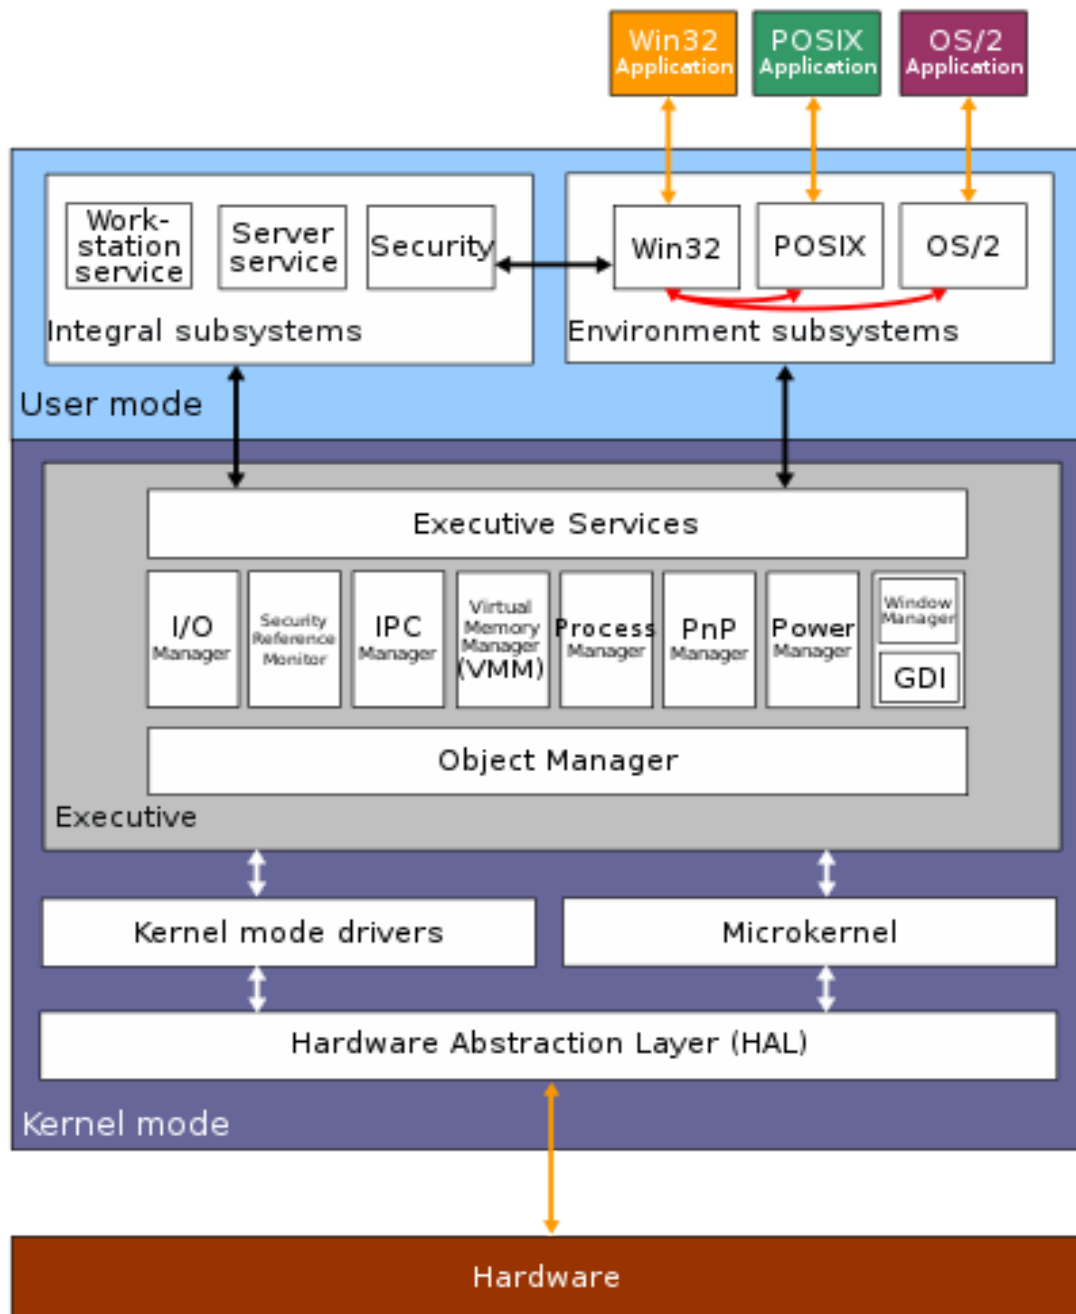 Win32
Application
POSIX
Application
OS/2
Application
Work-
station
service
Server
service
Security
Integral subsystems
Win32
POSIX
OS/2
Environment subsystems
User mode
Executive Services
I/O
Manager
Security
Reference
Monitor
IPC
Manager
Virtual
Memory
Manager
(VMM)
Process
Manager
PnP
Manager
Power
Manager
Window
Manager
GDI
Object Manager
Executive
Kernel mode drivers
Microkernel
Hardware Abstraction Layer (HAL)
Kernel mode
Hardware